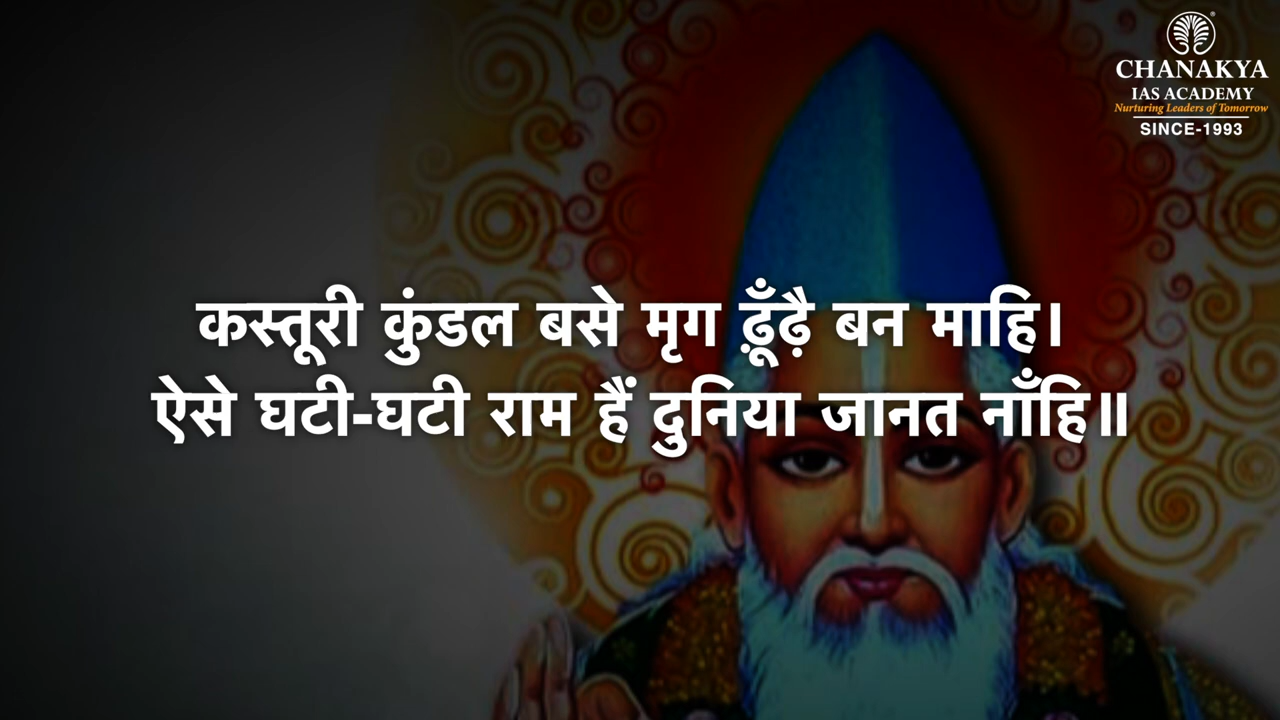 CHANAKYA
IAS ACADEMY
Nurturing Leaders of Tomorrow
SINCE-1993
कस्तूरी कुंडल बसे मृग ढ़ूँढ़ै बन माहि।
ऐसे घटी-घटी राम हैं दुनिया जानत नाँहि॥